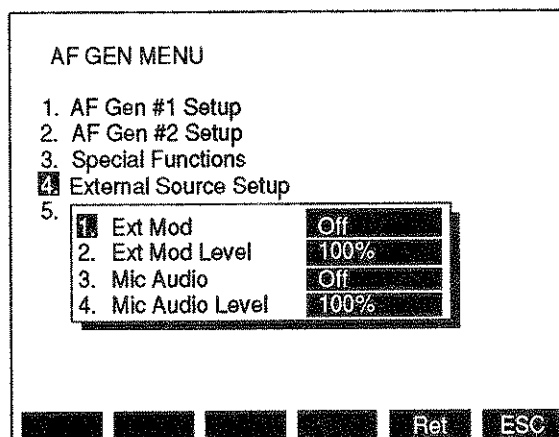 AF GEN MENU
1. AF Gen #1 Setup
2. AF Gen #2 Setup
3. Special Functions
4. External Source Setup
5.
1. Ext Mod Off
2. Ext Mod Level 100%
3. Mic Audio Off
4. Mic Audio Level 100%
Ret ESC